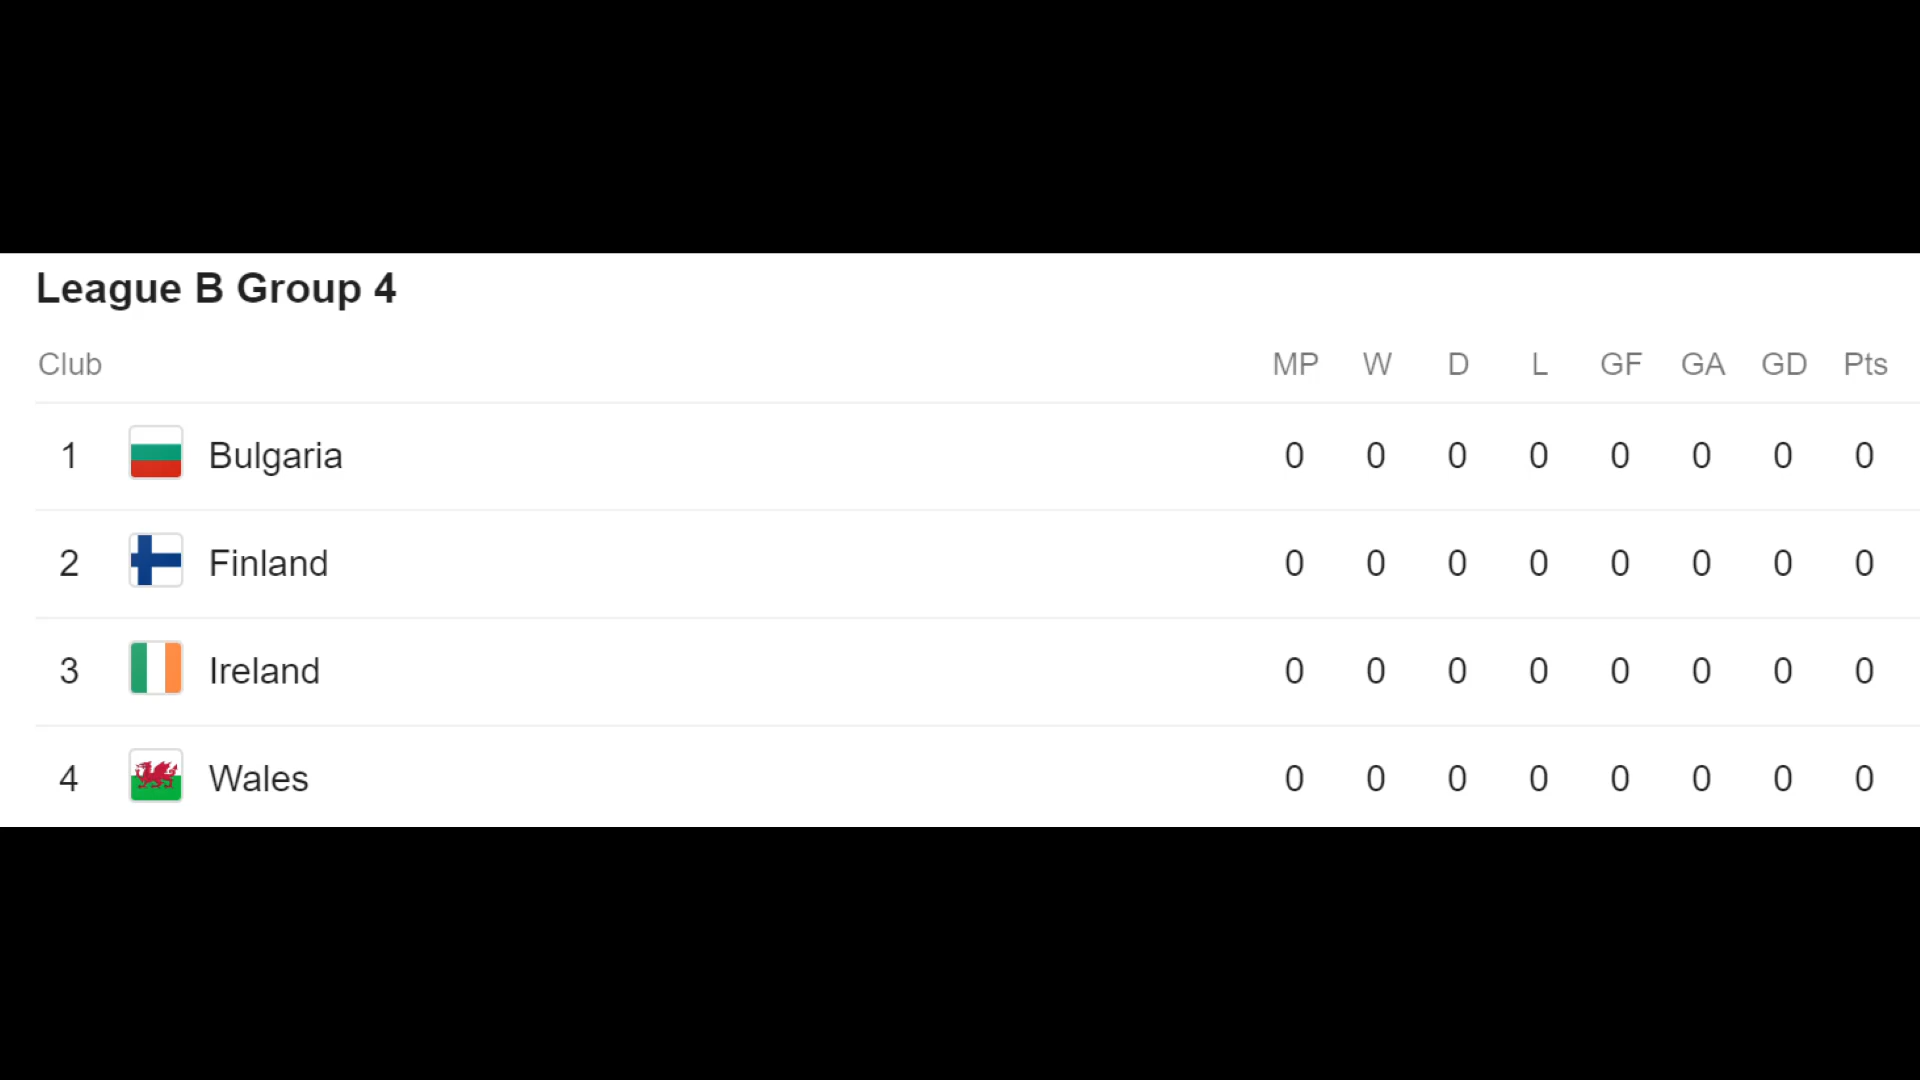 League B Group 4
Club MP W D L GF GA GD Pts
1 Bulgaria 0 0 0 0 0 0 0 0
2 Finland 0 0 0 0 0 0 0 0
3 Ireland 0 0 0 0 0 0 0 0
4 Wales 0 0 0 0 0 0 0 0